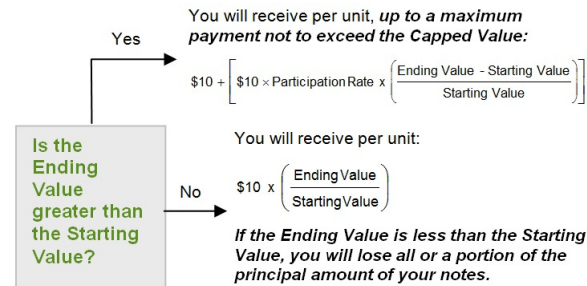 You will receive per unit, up to a maximum
payment not to exceed the Capped Value:
Yes
$10 + [$10 × Participation Rate x (Ending Value - Starting Value / Starting Value)]
Is the
Ending
Value
greater than
the Starting
Value?
No
You will receive per unit:
$10 x (Ending Value / Starting Value)
If the Ending Value is less than the Starting
Value, you will lose all or a portion of the
principal amount of your notes.